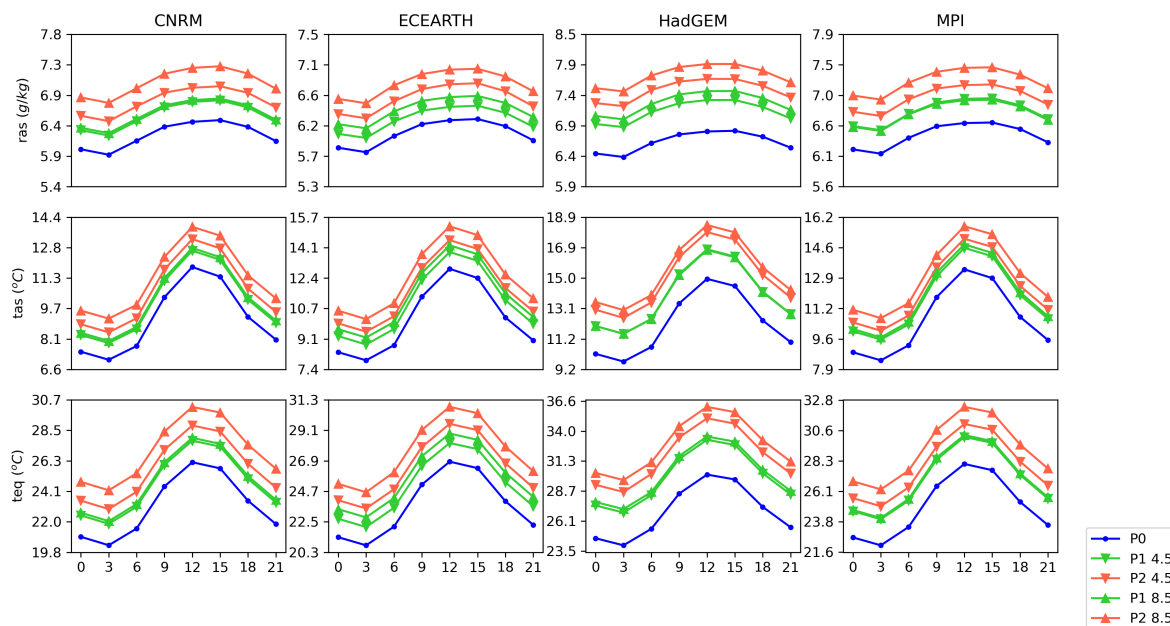 CNRM ECEARTH HadGEM MPI
ras (g/kg)
7.8 7.3 6.9 6.4 5.9 5.4
7.5 7.1 6.6 6.2 5.7 5.3
8.5 7.9 7.4 6.9 6.4 5.9
7.9 7.5 7.0 6.6 6.1 5.6
tas (°C)
14.4 12.8 11.3 9.7 8.1 6.6
15.7 14.1 12.4 10.7 9.1 7.4
18.9 16.9 15.0 13.1 11.2 9.2
16.2 14.6 12.9 11.2 9.6 7.9
teq (°C)
30.7 28.5 26.3 24.1 22.0 19.8
31.3 29.1 26.9 24.7 22.5 20.3
36.6 34.0 31.3 28.7 26.1 23.5
32.8 30.6 28.3 26.1 23.8 21.6
0 3 6 9 12 15 18 21
0 3 6 9 12 15 18 21
0 3 6 9 12 15 18 21
0 3 6 9 12 15 18 21
P0
P1 4.5
P2 4.5
P1 8.5
P2 8.5